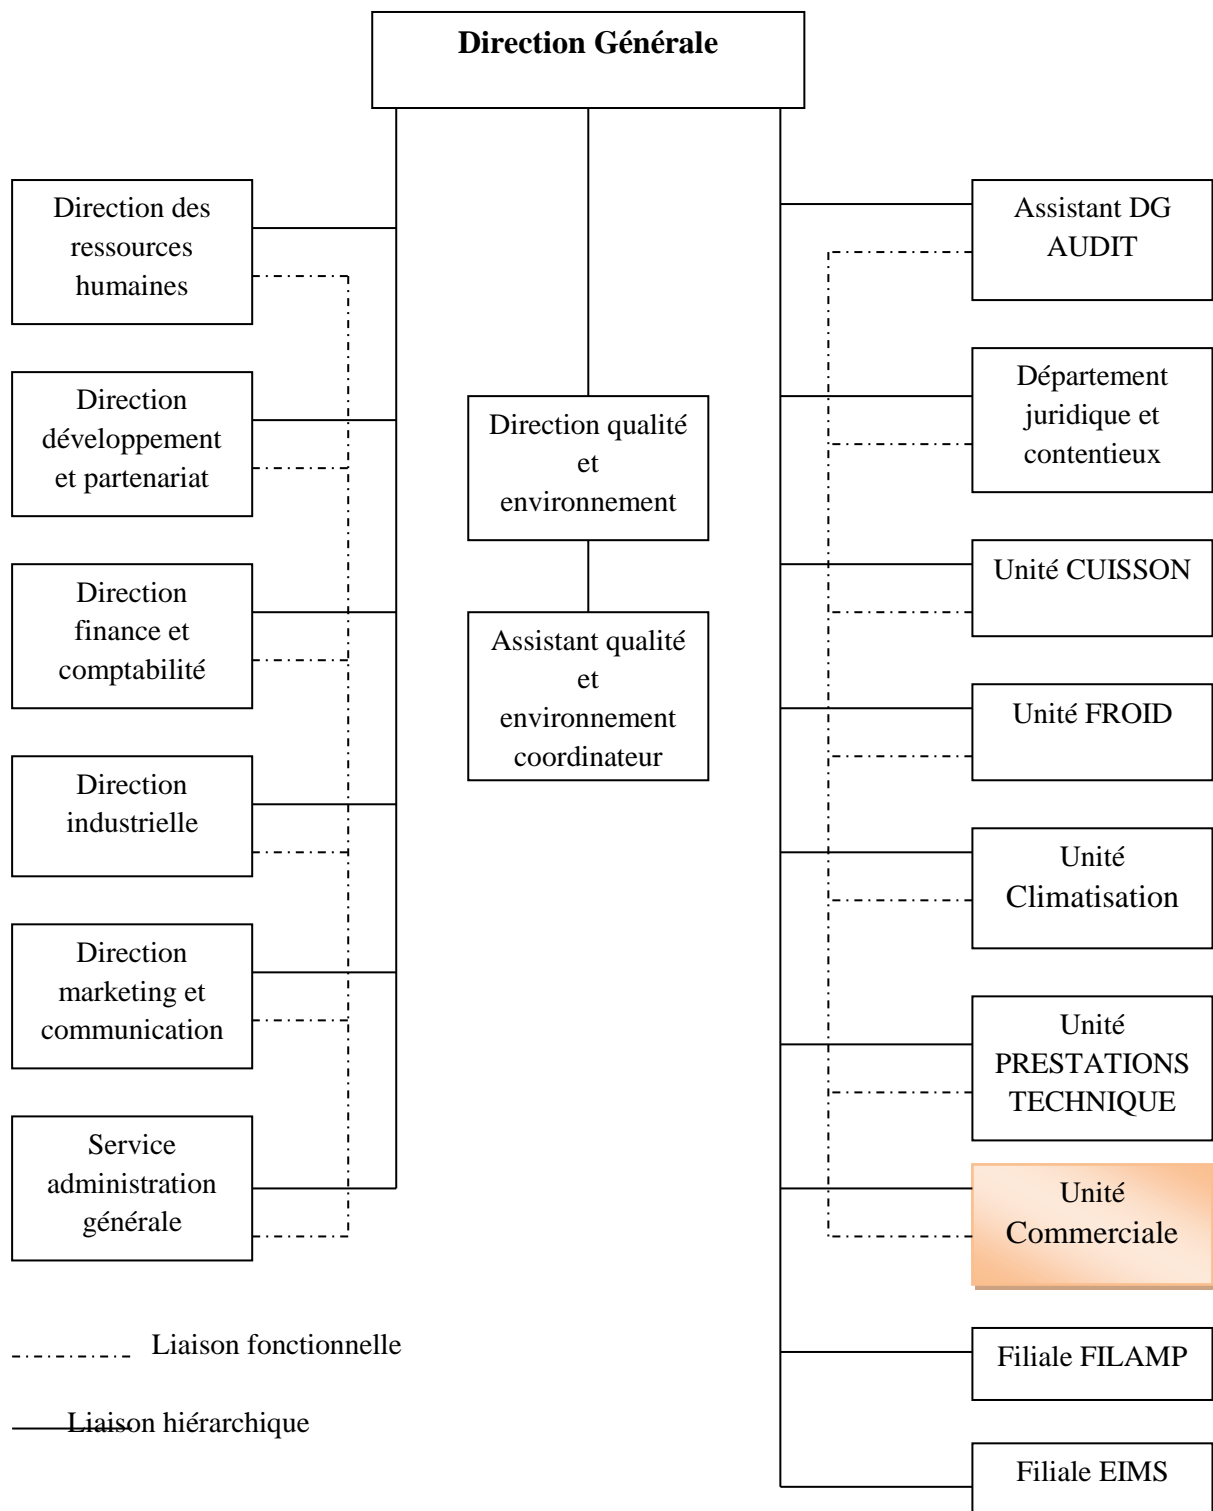 Direction Générale
Direction des
ressources
humaines
Direction
développement
et partenariat
Direction
finance et
comptabilité
Direction
industrielle
Direction
marketing et
communication
Service
administration
générale
Direction qualité
et
environnement
Assistant qualité
et
environnement
coordinateur
Assistant DG
AUDIT
Département
juridique et
contentieux
Unité CUISSON
Unité FROID
Unité
Climatisation
Unité
PRESTATIONS
TECHNIQUE
Unité
Commerciale
Filiale FILAMP
Filiale EIMS
Liaison fonctionnelle
Liaison hiérarchique